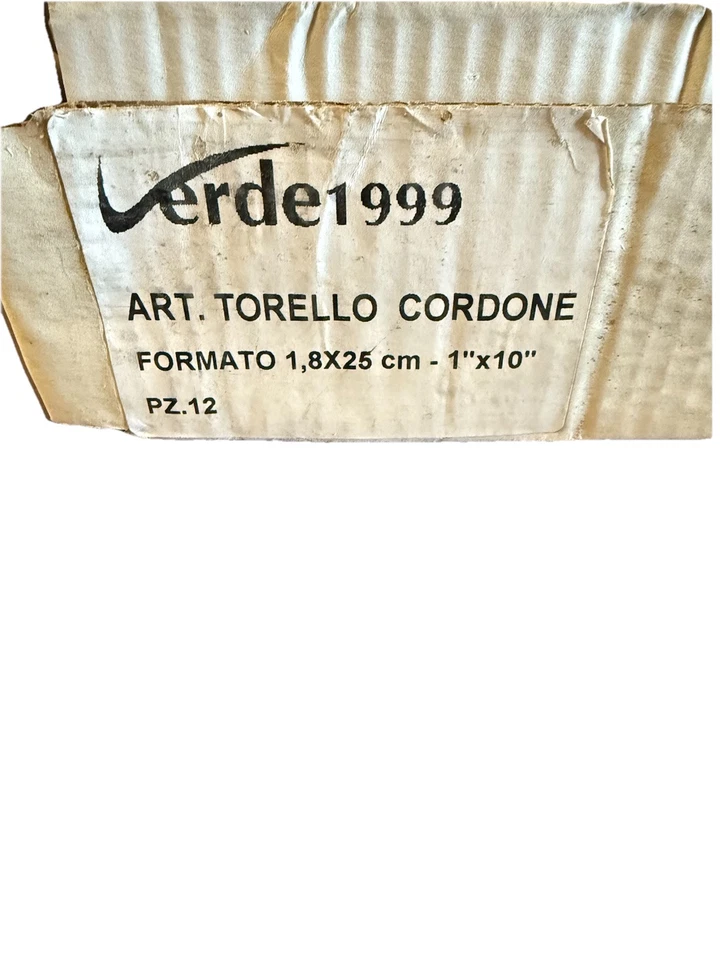 Verde1999
ART. TORELLO CORDONE
FORMATO 1,8X25 cm - 1"x10"
PZ.12